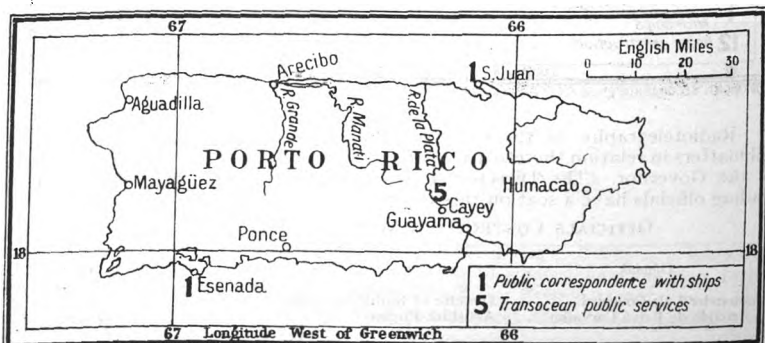 67
66
English Miles
0 10 20 30
Arecibo
1 S. Juan
Aguadilla
R. Grande
R. Manati
R. de la Plata
PORTO RICO
Mayagüez
5
Cayey
Humacao
Guayama
Ponce
18
18
1 Esenada
1 Public correspondence with ships
5 Transocean public services
67
Longitude West of Greenwich
66